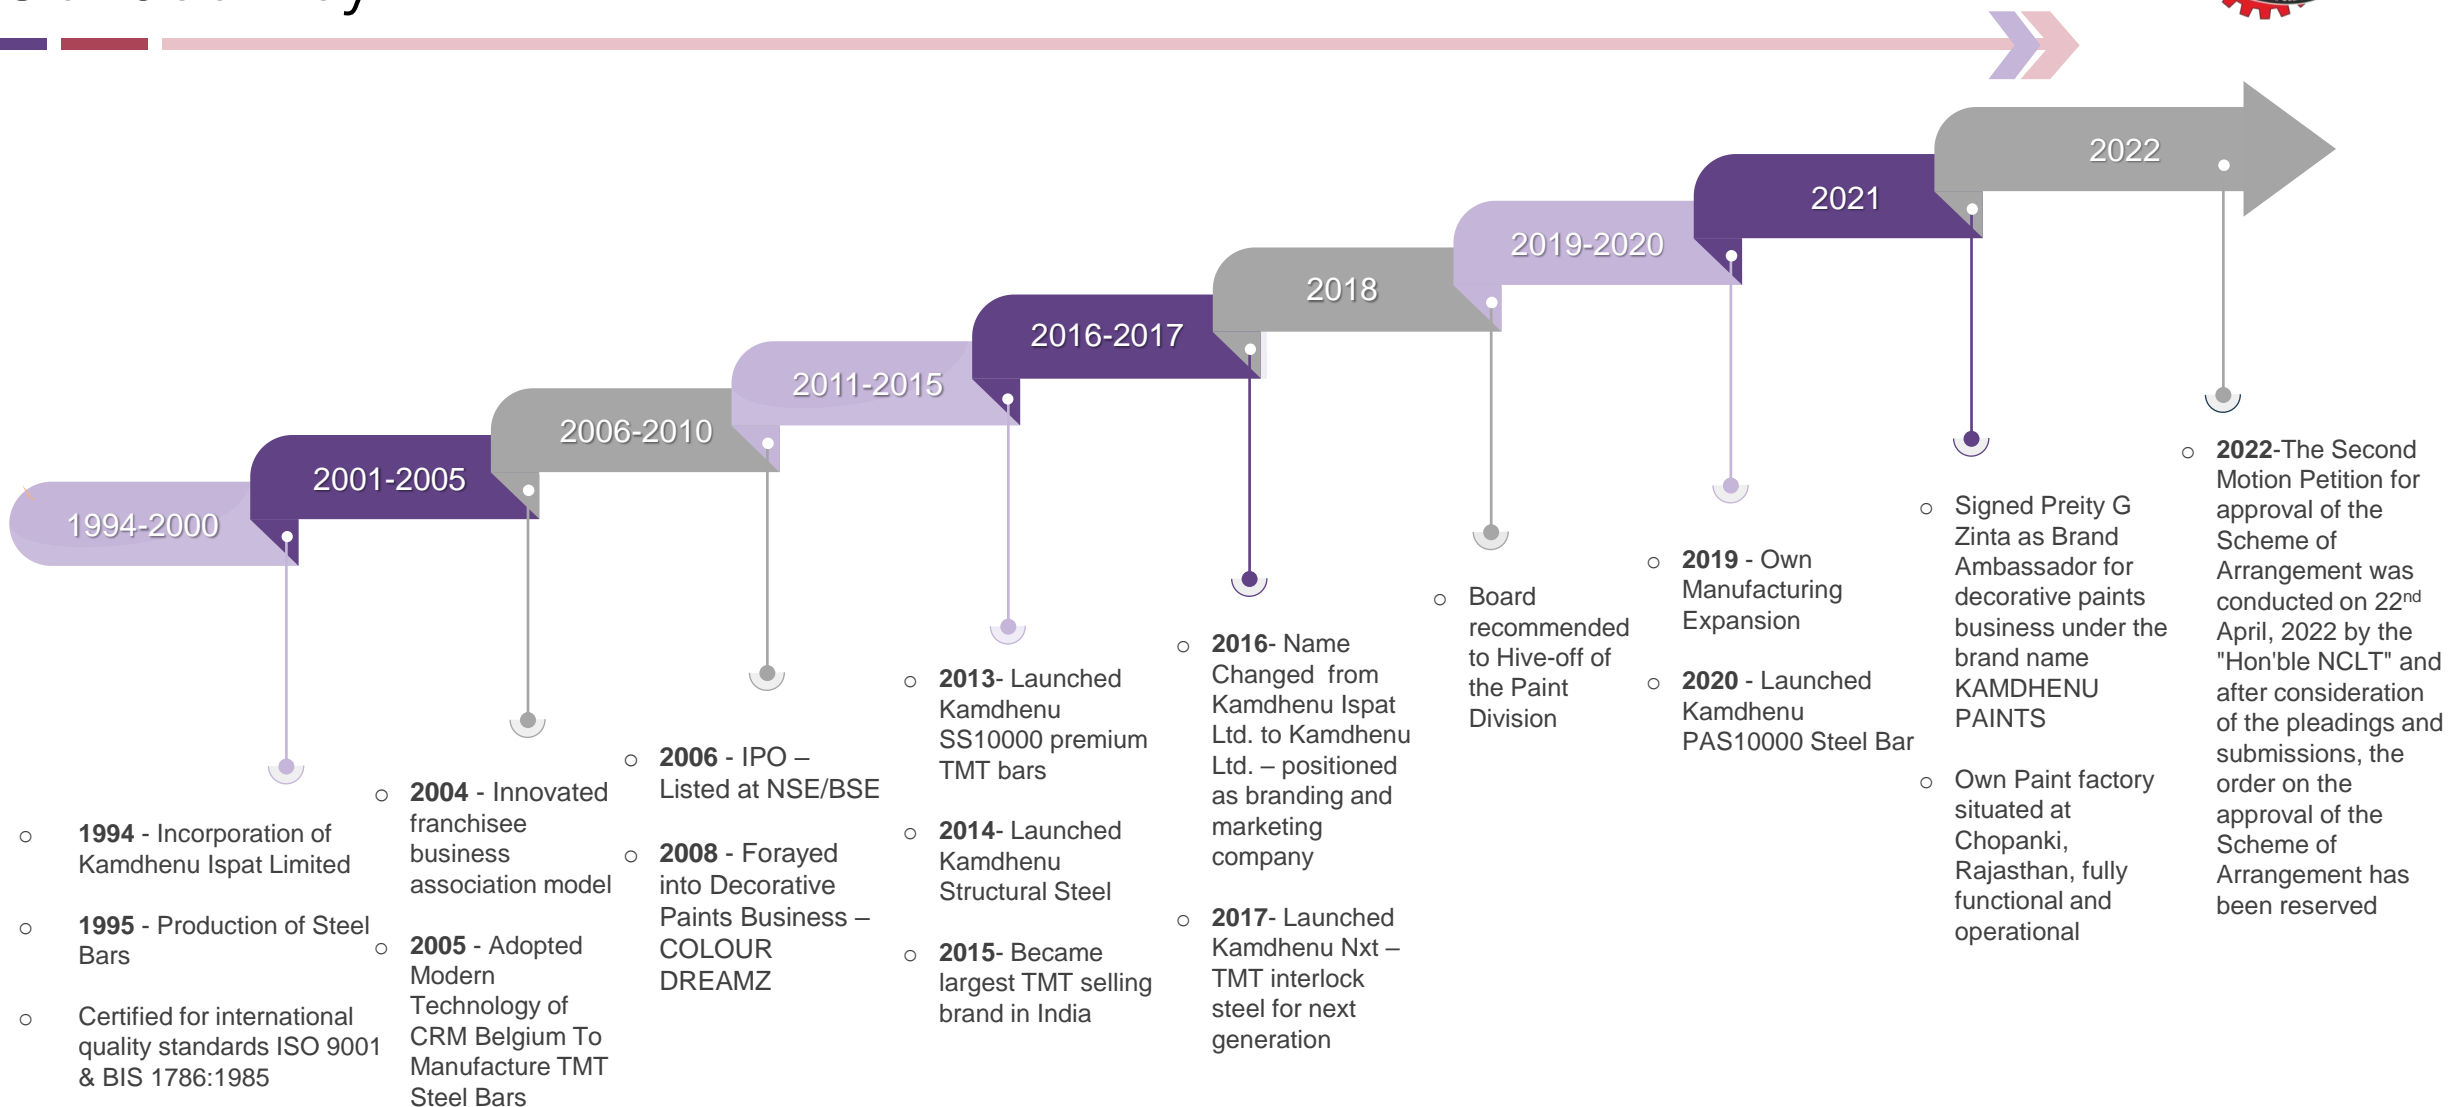 1994-2000
2001-2005
2006-2010
2011-2015
2016-2017
2018
2019-2020
2021
2022
○ 1994 - Incorporation of
Kamdhenu Ispat Limited
○ 1995 - Production of Steel
Bars
○ Certified for international
quality standards ISO 9001
& BIS 1786:1985
○ 2004 - Innovated
franchisee
business
association model
○ 2005 - Adopted
Modern
Technology of
CRM Belgium To
Manufacture TMT
Steel Bars
○ 2006 - IPO –
Listed at NSE/BSE
○ 2008 - Forayed
into Decorative
Paints Business –
COLOUR
DREAMZ
○ 2013- Launched
Kamdhenu
SS10000 premium
TMT bars
○ 2014- Launched
Kamdhenu
Structural Steel
○ 2015- Became
largest TMT selling
brand in India
○ 2016- Name
Changed from
Kamdhenu Ispat
Ltd. to Kamdhenu
Ltd. – positioned
as branding and
marketing
company
○ 2017- Launched
Kamdhenu Nxt –
TMT interlock
steel for next
generation
○ Board
recommended
to Hive-off of
the Paint
Division
○ 2019 - Own
Manufacturing
Expansion
○ 2020 - Launched
Kamdhenu
PAS10000 Steel Bar
○ Signed Preity G
Zinta as Brand
Ambassador for
decorative paints
business under the
brand name
KAMDHENU
PAINTS
○ Own Paint factory
situated at
Chopanki,
Rajasthan, fully
functional and
operational
○ 2022-The Second
Motion Petition for
approval of the
Scheme of
Arrangement was
conducted on 22nd
April, 2022 by the
"Hon'ble NCLT" and
after consideration
of the pleadings and
submissions, the
order on the
approval of the
Scheme of
Arrangement has
been reserved